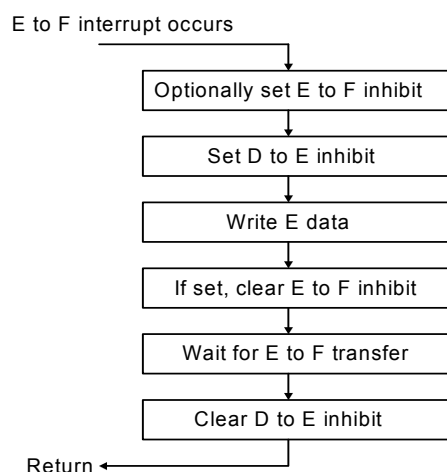 E to F interrupt occurs
Optionally set E to F inhibit
Set D to E inhibit
Write E data
If set, clear E to F inhibit
Wait for E to F transfer
Clear D to E inhibit
Return